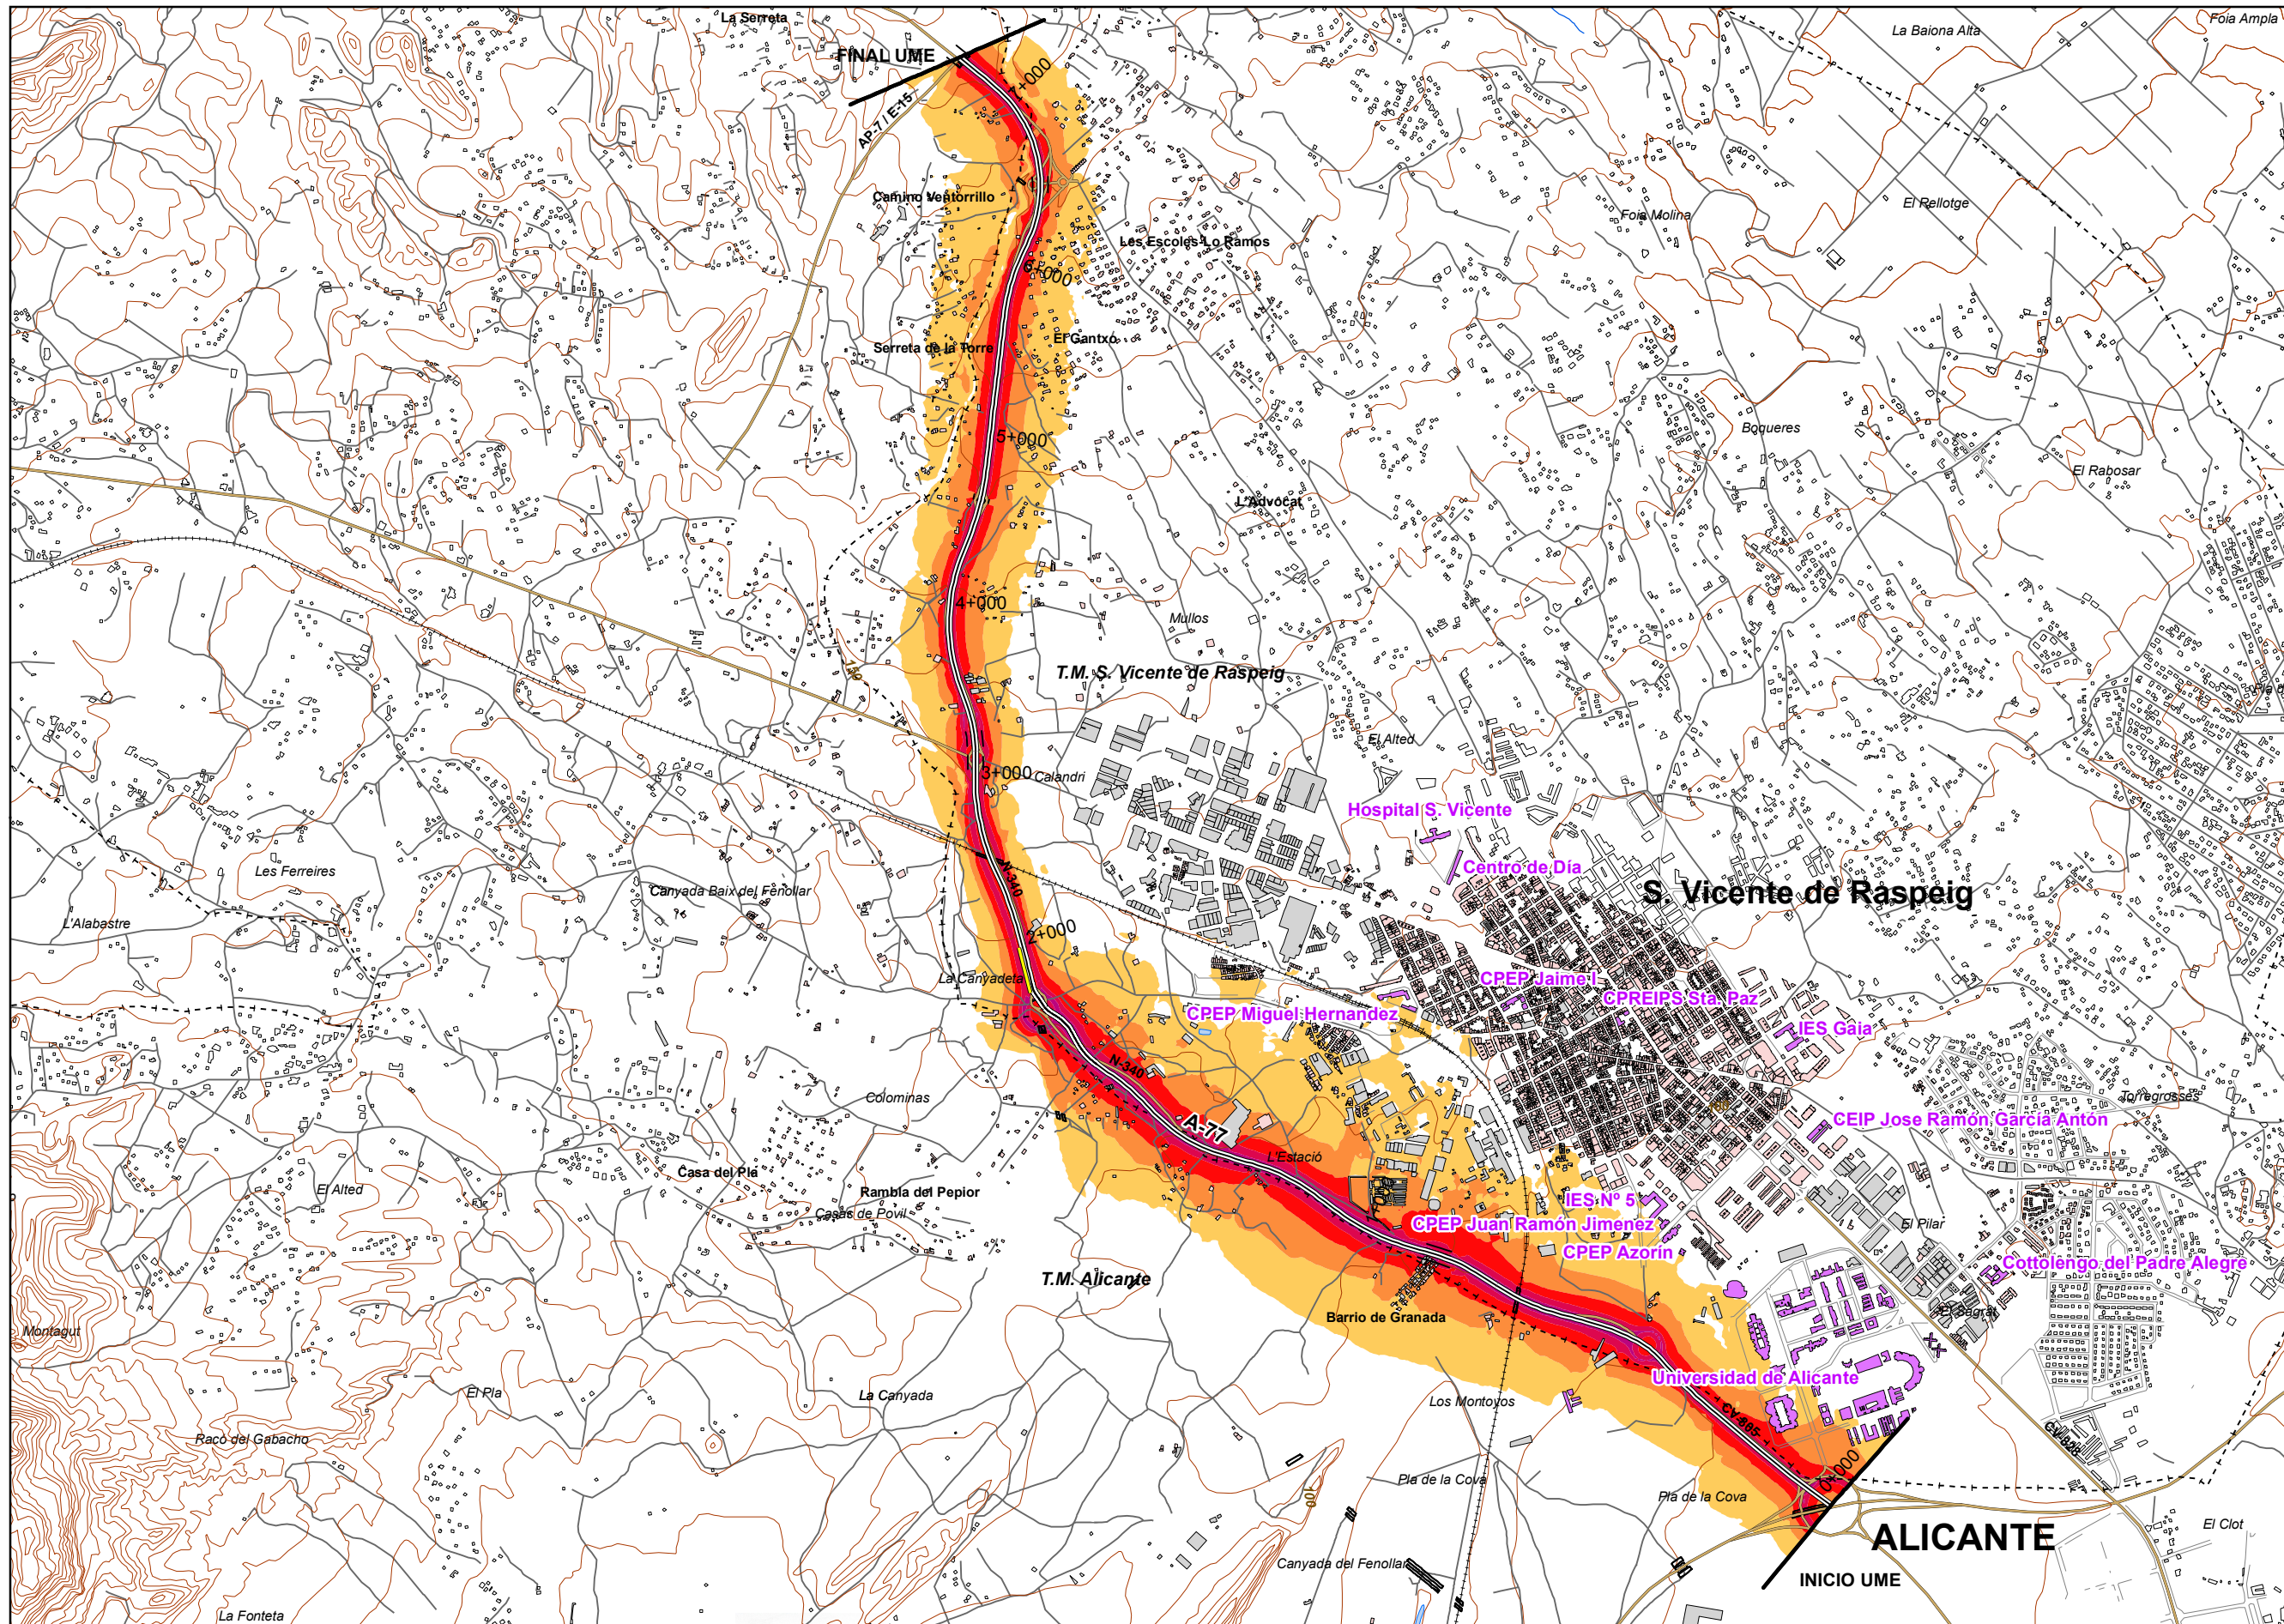 La Serreta
Foia Ampla
La Baiona Alta
FINAL UME
7+000
AP-7 / E-15
Camino Ventorrillo
El Rellotge
Foia Molina
Les Escoles-Lo Ramos
6+000
El Gantxo
Serreta de la Torre
Boqueres
5+000
El Rabosar
L'Advocat
4+000
Mullos
150
T.M. S. Vicente de Raspeig
El Alted
3+000
Calandri
Hospital S. Vicente
Centro de Día
Les Ferreires
N-340
Canyada Baix del Fenollar
S. Vicente de Raspeig
L'Alabastre
2+000
La Canyadeta
CPEP Jaime I
CPREIPS Sta. Paz
CPEP Miguel Hernandez
IES Gaia
N-340
Colominas
Torregrosses
CEIP Jose Ramón García Antón
A-77
L'Estació
Casa del Pla
El Alted
Rambla del Pepior
Casas de Povil
IES Nº 5
CPEP Juan Ramón Jimenez
El Pilar
CPEP Azorín
Cottolengo del Padre Alegre
T.M. Alicante
Barrio de Granada
El Sagrat
Montagut
Universidad de Alicante
El Pla
La Canyada
Los Montoyos
CV-885
Racó del Gabacho
CV-828
0+000
Pla de la Cova
Pla de la Cova
100
ALICANTE
El Clot
Canyada del Fenollar
INICIO UME
La Fonteta